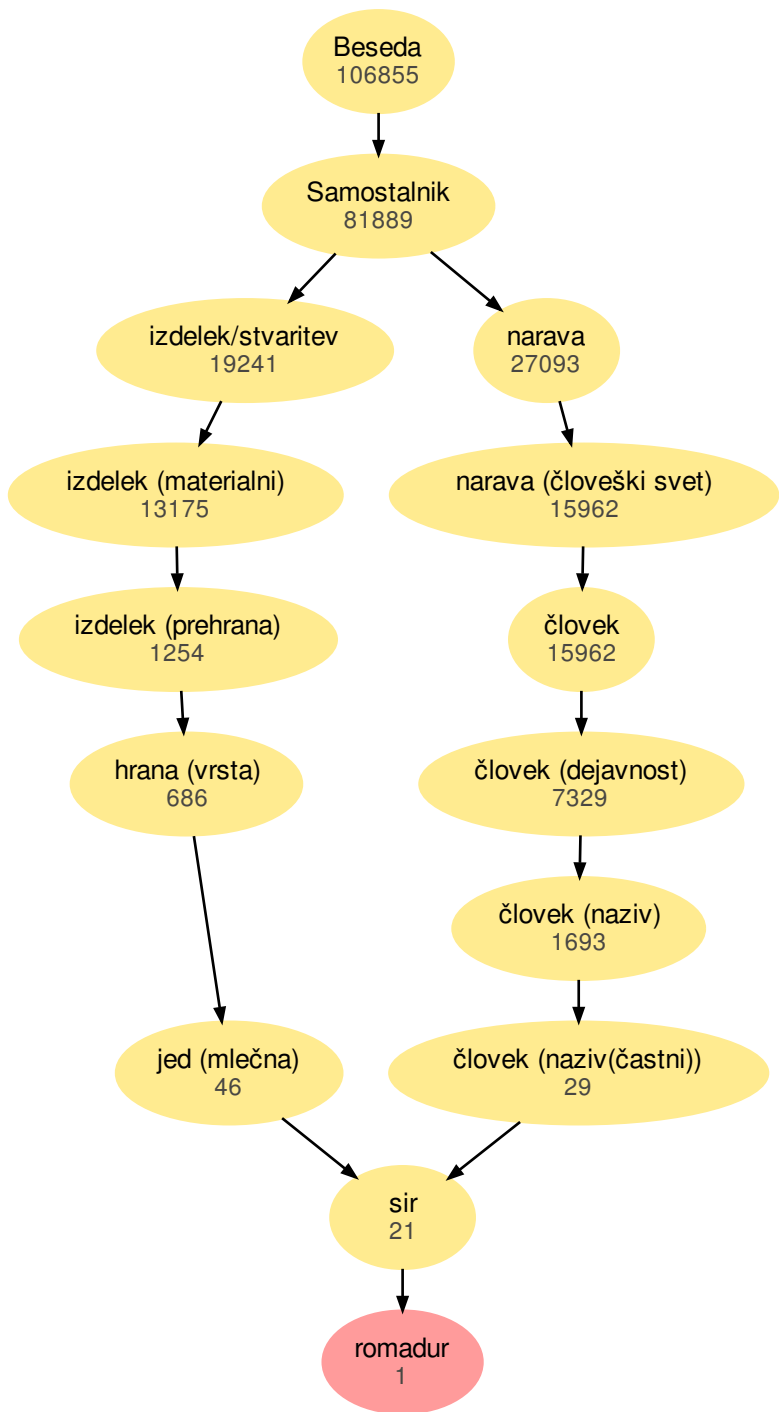 Beseda
106855
Samostalnik
81889
izdelek/stvaritev
19241
narava
27093
izdelek (materialni)
13175
narava (človeški svet)
15962
izdelek (prehrana)
1254
človek
15962
hrana (vrsta)
686
človek (dejavnost)
7329
človek (naziv)
1693
jed (mlečna)
46
človek (naziv(častni))
29
sir
21
romadur
1